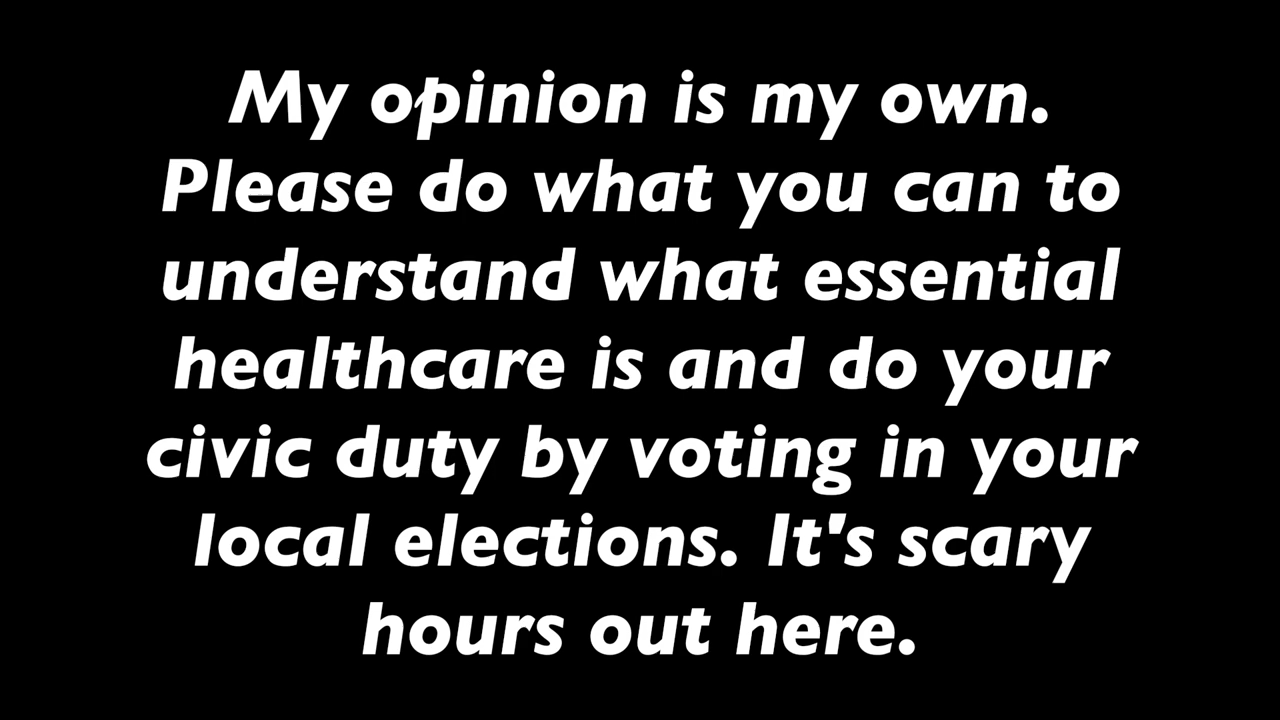 My opinion is my own.
Please do what you can to
understand what essential
healthcare is and do your
civic duty by voting in your
local elections. It's scary
hours out here.